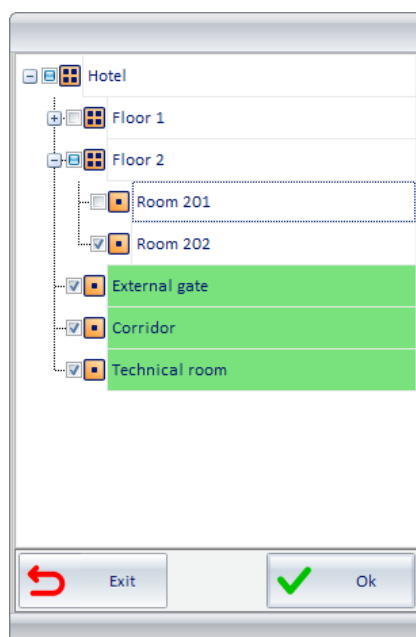 Hotel
Floor 1
Floor 2
Room 201
Room 202
External gate
Corridor
Technical room
Exit Ok